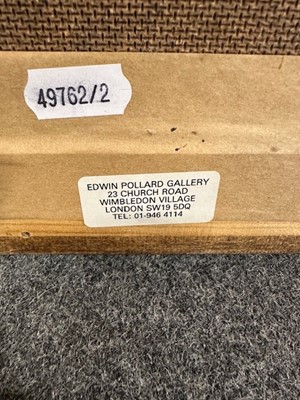 49762/2
EDWIN POLLARD GALLERY
23 CHURCH ROAD
WIMBLEDON VILLAGE
LONDON SW19 5DQ
TEL: 01-946 4114